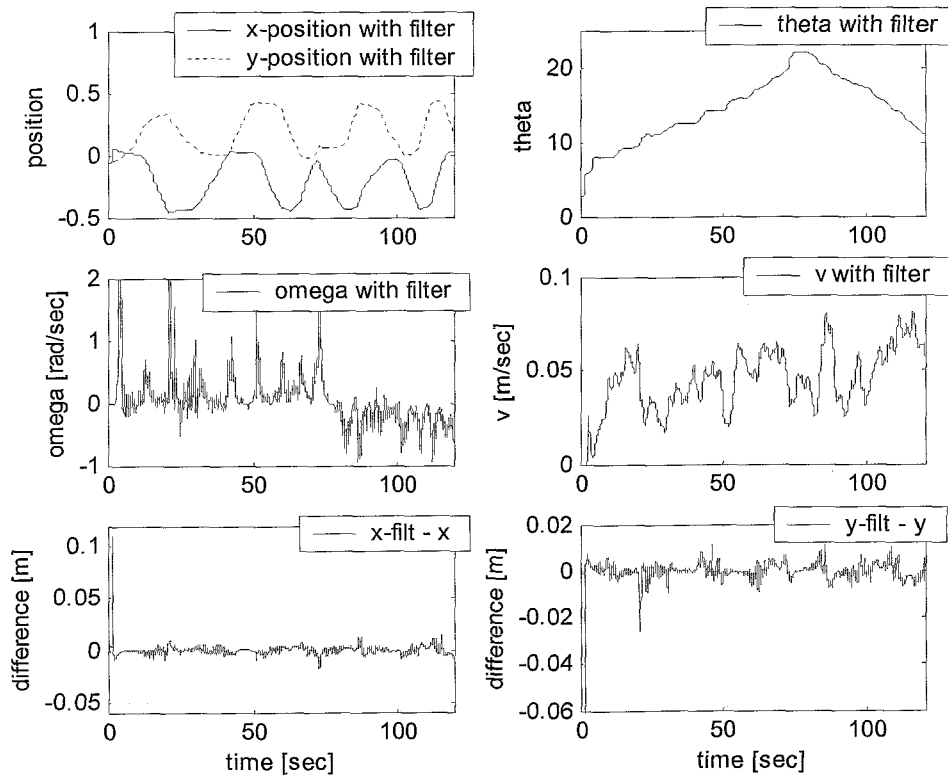 x-position with filter
y-position with filter
position
1
0.5
0
-0.5
0
50
100
theta with filter
theta
20
10
0
0
50
100
omega with filter
omega [rad/sec]
2
1
0
-1
0
50
100
v with filter
v [m/sec]
0.1
0.05
0
0
50
100
x-filt - x
difference [m]
0.1
0.05
0
-0.05
0
50
100
time [sec]
y-filt - y
difference [m]
0.02
0
-0.02
-0.04
-0.06
0
50
100
time [sec]